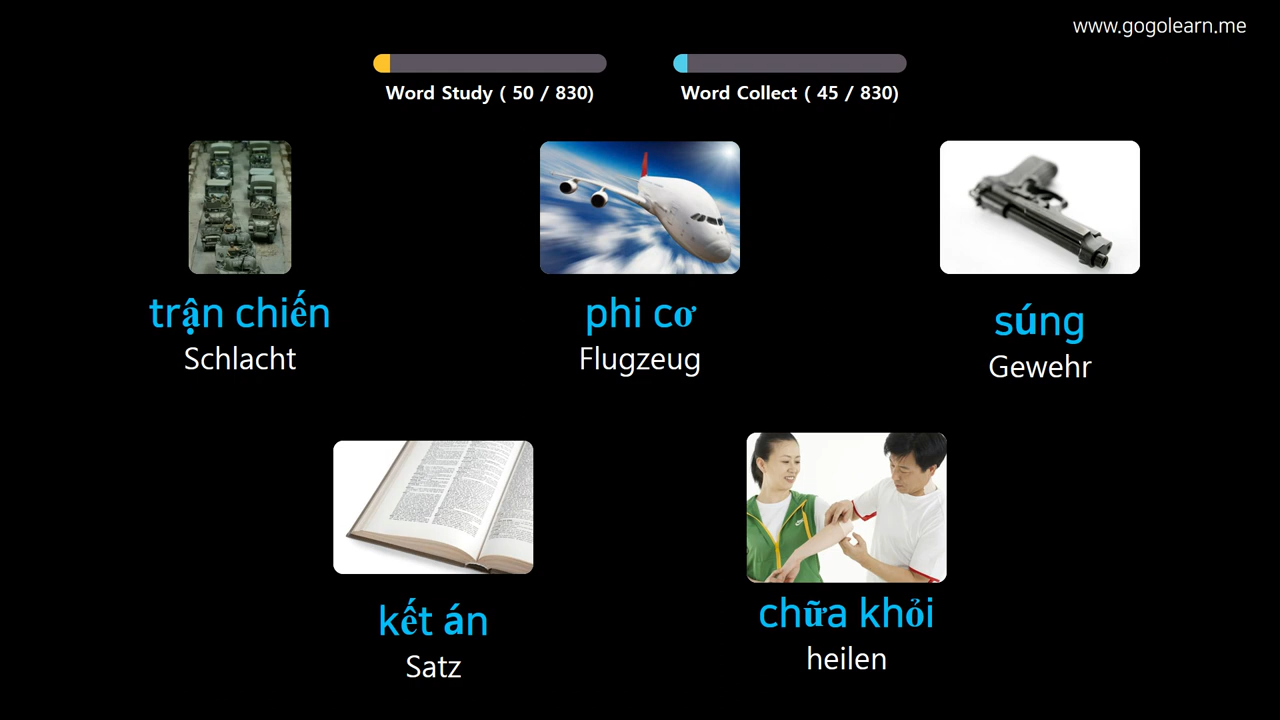 www.gogolearn.me
Word Study ( 50 / 830)
Word Collect ( 45 / 830)
trận chiến
Schlacht
phi cơ
Flugzeug
súng
Gewehr
kết án
Satz
chữa khỏi
heilen